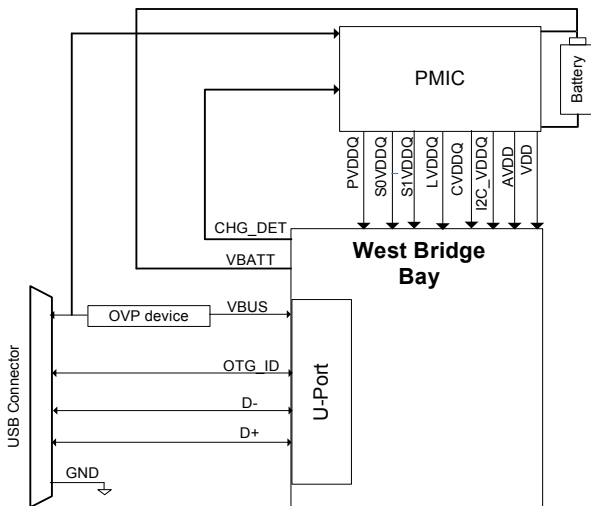 PMIC
Battery
PVDDQ
S0VDDQ
S1VDDQ
LVDDQ
CVDDQ
I2C_VDDQ
AVDD
VDD
CHG_DET
VBATT
West Bridge
Bay
OVP device
VBUS
OTG_ID
D-
D+
GND
USB Connector
U-Port